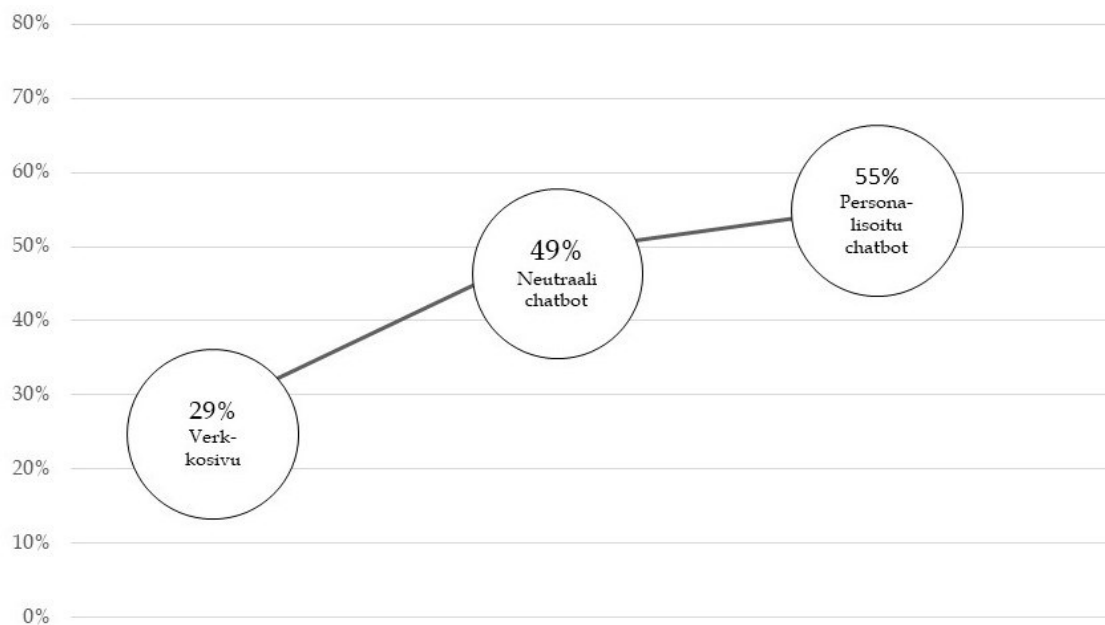 80%
70%
60%
50%
40%
30%
20%
10%
0%
29%
Verk-
kosivu
49%
Neutraali
chatbot
55%
Persona-
lisoitu
chatbot